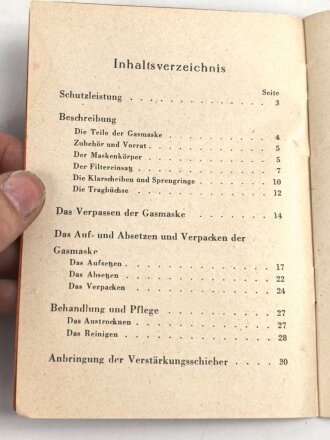 Inhaltsverzeichnis
Seite
Schutzleistung . . . . . . . . . . 3
Beschreibung
Die Teile der Gasmaske . . . . . . . 4
Zubehör und Vorrat . . . . . . . . 5
Der Maskenkörper . . . . . . . . 5
Der Filtereinsatz . . . . . . . . . 7
Die Klarscheiben und Sprengringe . . . . 10
Die Tragbüchse . . . . . . . . . 12
Das Verpassen der Gasmaske . . . . . 14
Das Auf- und Absetzen und Verpacken der
Gasmaske
Das Aufsetzen . . . . . . . . . 17
Das Absetzen . . . . . . . . . 22
Das Verpacken . . . . . . . . . 24
Behandlung und Pflege . . . . . . . 27
Das Austrocknen . . . . . . . . 27
Das Reinigen . . . . . . . . . 28
Anbringung der Verstärkungsschieber . . . 30